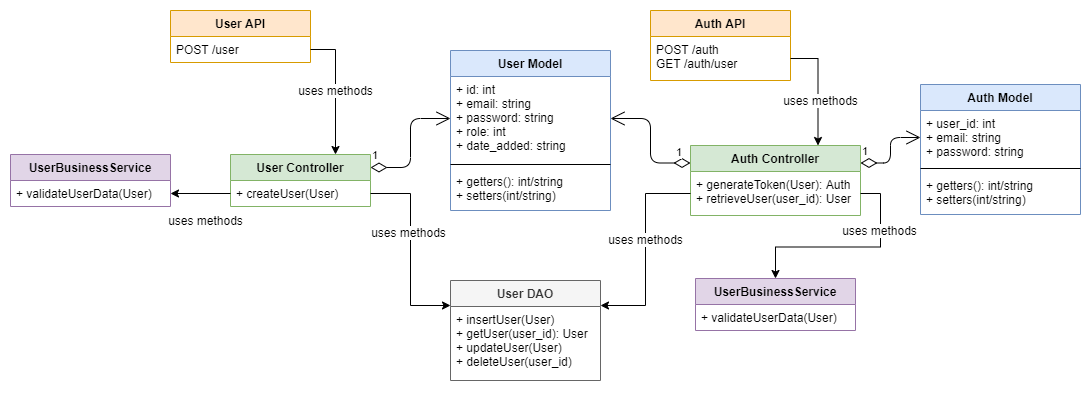 User API
POST /user
uses methods
Auth API
POST /auth
GET /auth/user
uses methods
User Model
+ id: int
+ email: string
+ password: string
+ role: int
+ date_added: string
+ getters(): int/string
+ setters(int/string)
Auth Model
+ user_id: int
+ email: string
+ password: string
+ getters(): int/string
+ setters(int/string)
UserBusinessService
+ validateUserData(User)
uses methods
User Controller
+ createUser(User)
1
uses methods
1
Auth Controller
+ generateToken(User): Auth
+ retrieveUser(user_id): User
1
uses methods
uses methods
User DAO
+ insertUser(User)
+ getUser(user_id): User
+ updateUser(User)
+ deleteUser(user_id)
UserBusinessService
+ validateUserData(User)